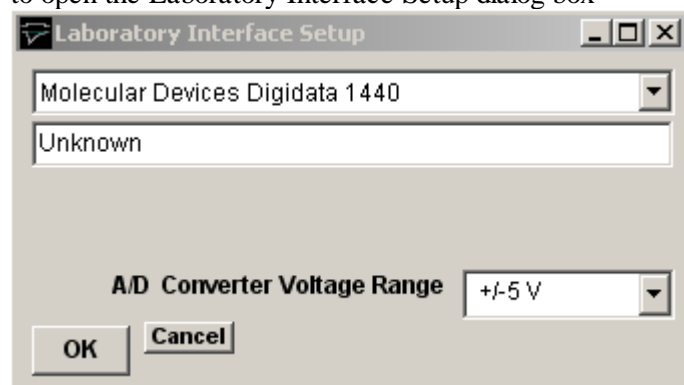 to open the Laboratory Interface Setup dialog box
Laboratory Interface Setup
Molecular Devices Digidata 1440
Unknown
A/D Converter Voltage Range
+/-5 V
OK
Cancel